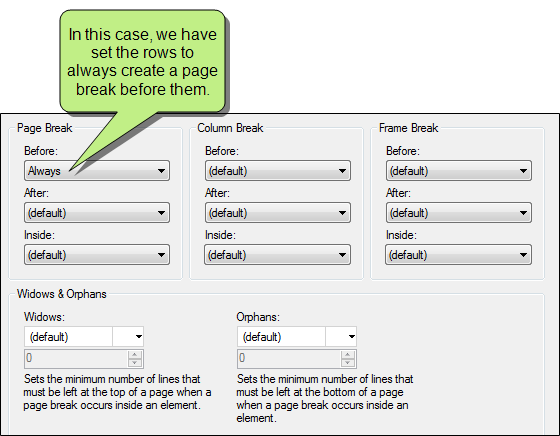 In this case, we have
set the rows to
always create a page
break before them.
Page Break
Column Break
Frame Break
Before:
Before:
Before:
Always
(default)
(default)
After:
After:
After:
(default)
(default)
(default)
Inside:
Inside:
Inside:
(default)
(default)
(default)
Widows & Orphans
Widows:
Orphans:
(default)
(default)
0
0
Sets the minimum number of lines that
must be left at the top of a page when a
page break occurs inside an element.
Sets the minimum number of lines that
must be left at the bottom of a page
when a page break occurs inside an
element.